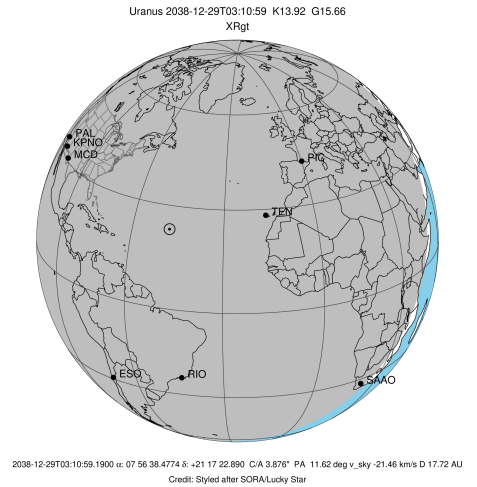 Uranus 2038-12-29T03:10:59 K13.92 G15.66
XRgt
PAL
KPNO
MCD
PIC
TEN
ESO
RIO
SAAO
2038-12-29T03:10:59.1900 α: 07 56 38.4774 δ: +21 17 22.890 C/A 3.876" PA 11.62 deg v_sky -21.46 km/s D 17.72 AU
Credit: Styled after SORA/Lucky Star